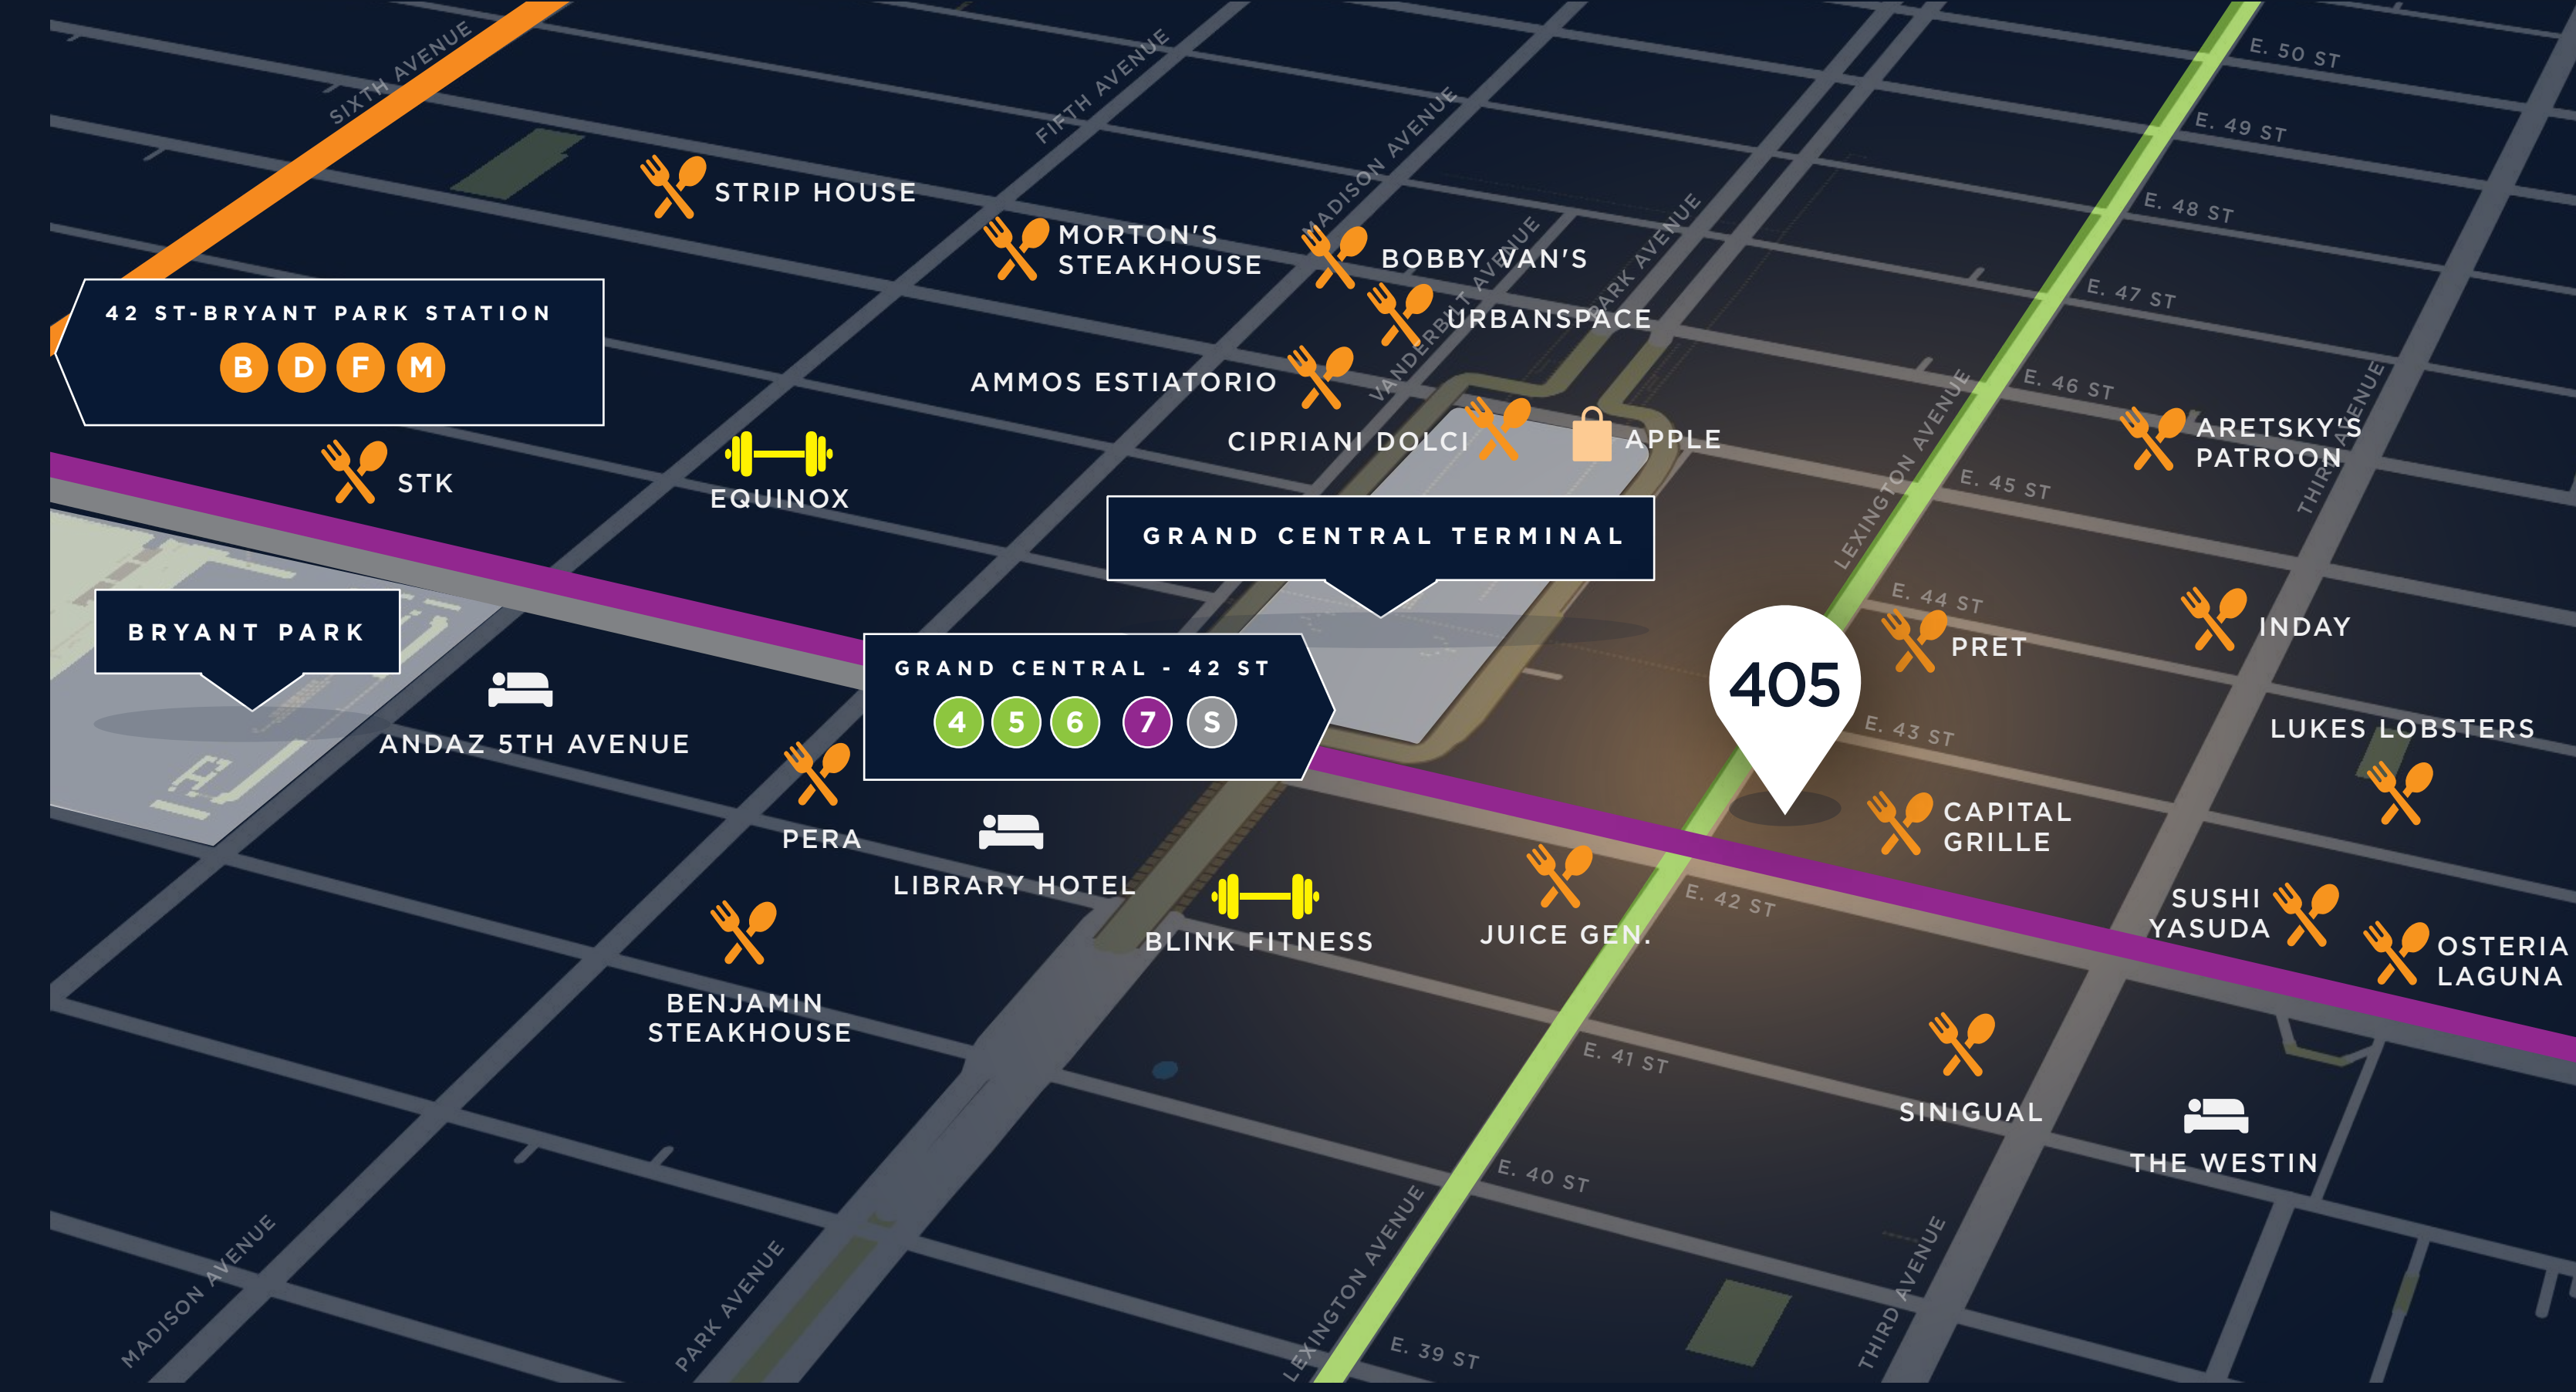 SIXTH AVENUE
FIFTH AVENUE
MADISON AVENUE
VANDERBILT AVENUE
PARK AVENUE
E. 50 ST
E. 49 ST
E. 48 ST
E. 47 ST
E. 46 ST
E. 45 ST
E. 44 ST
E. 43 ST
LEXINGTON AVENUE
THIRD AVENUE
STRIP HOUSE
MORTON'S
STEAKHOUSE
BOBBY VAN'S
URBANSPACE
42 ST-BRYANT PARK STATION
B D F M
AMMOS ESTIATORIO
CIPRIANI DOLCI
APPLE
ARETSKY'S
PATROON
STK
EQUINOX
GRAND CENTRAL TERMINAL
BRYANT PARK
GRAND CENTRAL - 42 ST
4 5 6 7 S
405
PRET
INDAY
LUKES LOBSTERS
ANDAZ 5TH AVENUE
PERA
LIBRARY HOTEL
CAPITAL
GRILLE
BLINK FITNESS
JUICE GEN.
E. 42 ST
SUSHI
YASUDA
OSTERIA
LAGUNA
BENJAMIN
STEAKHOUSE
E. 41 ST
SINIGUAL
THE WESTIN
E. 40 ST
MADISON AVENUE
PARK AVENUE
LEXINGTON AVENUE
E. 39 ST
THIRD AVENUE